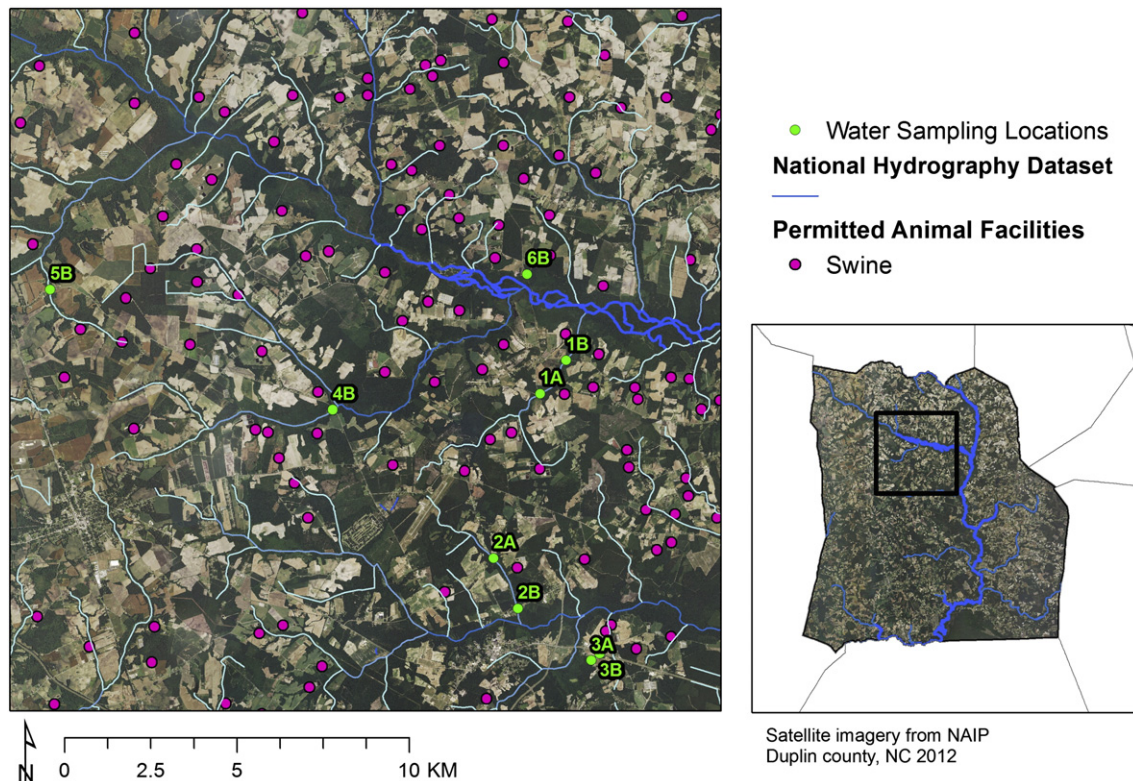 5B
6B
1B
1A
4B
2A
2B
3A
3B
N
0 2.5 5 10 KM
Water Sampling Locations
National Hydrography Dataset
Permitted Animal Facilities
Swine
Satellite imagery from NAIP
Duplin county, NC 2012